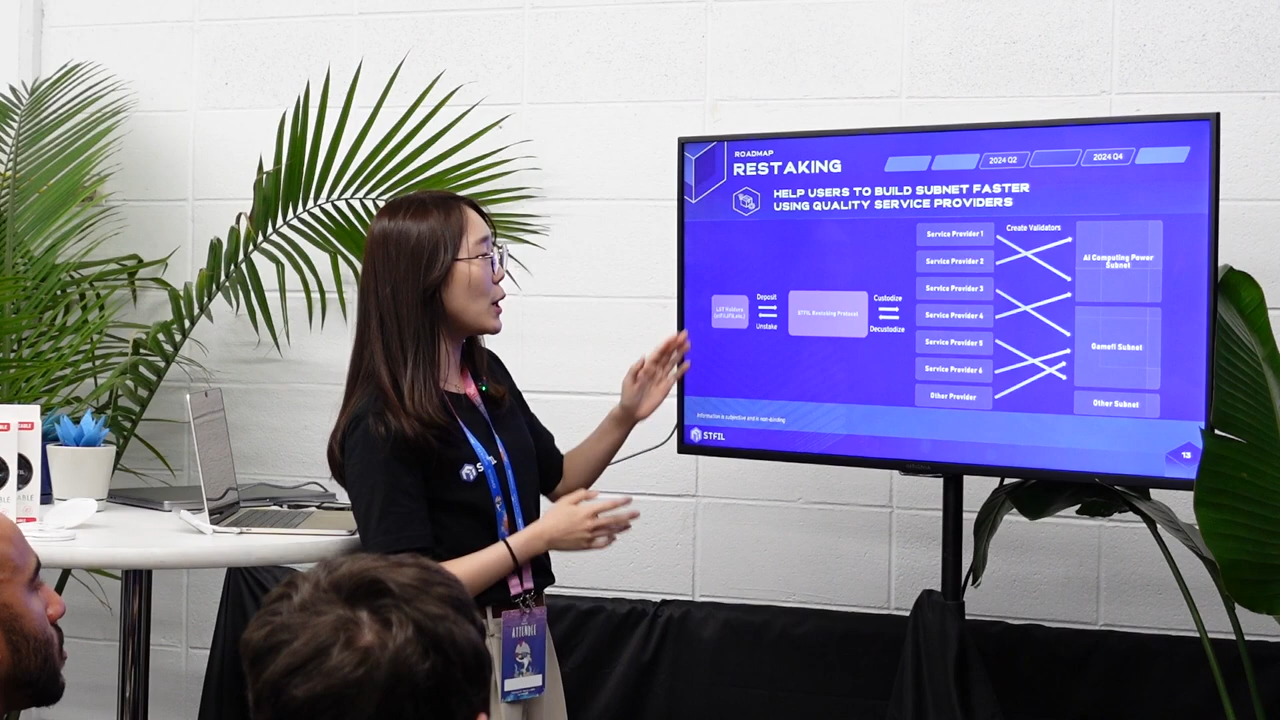 ROADMAP
RESTAKING
2024 Q2
2024 Q4
HELP USERS TO BUILD SUBNET FASTER
USING QUALITY SERVICE PROVIDERS
Create Validators
Service Provider 1
Service Provider 2
Service Provider 3
Service Provider 4
Service Provider 5
Service Provider 6
Other Provider
AI Computing Power
Subnet
Gamefi Subnet
Other Subnet
LST Holders
Deposit
Unstake
STFIL Restaking Protocol
Custodize
Decustodize
Information is subjective and is non-binding
STFIL
13
ST
ATTENDEE